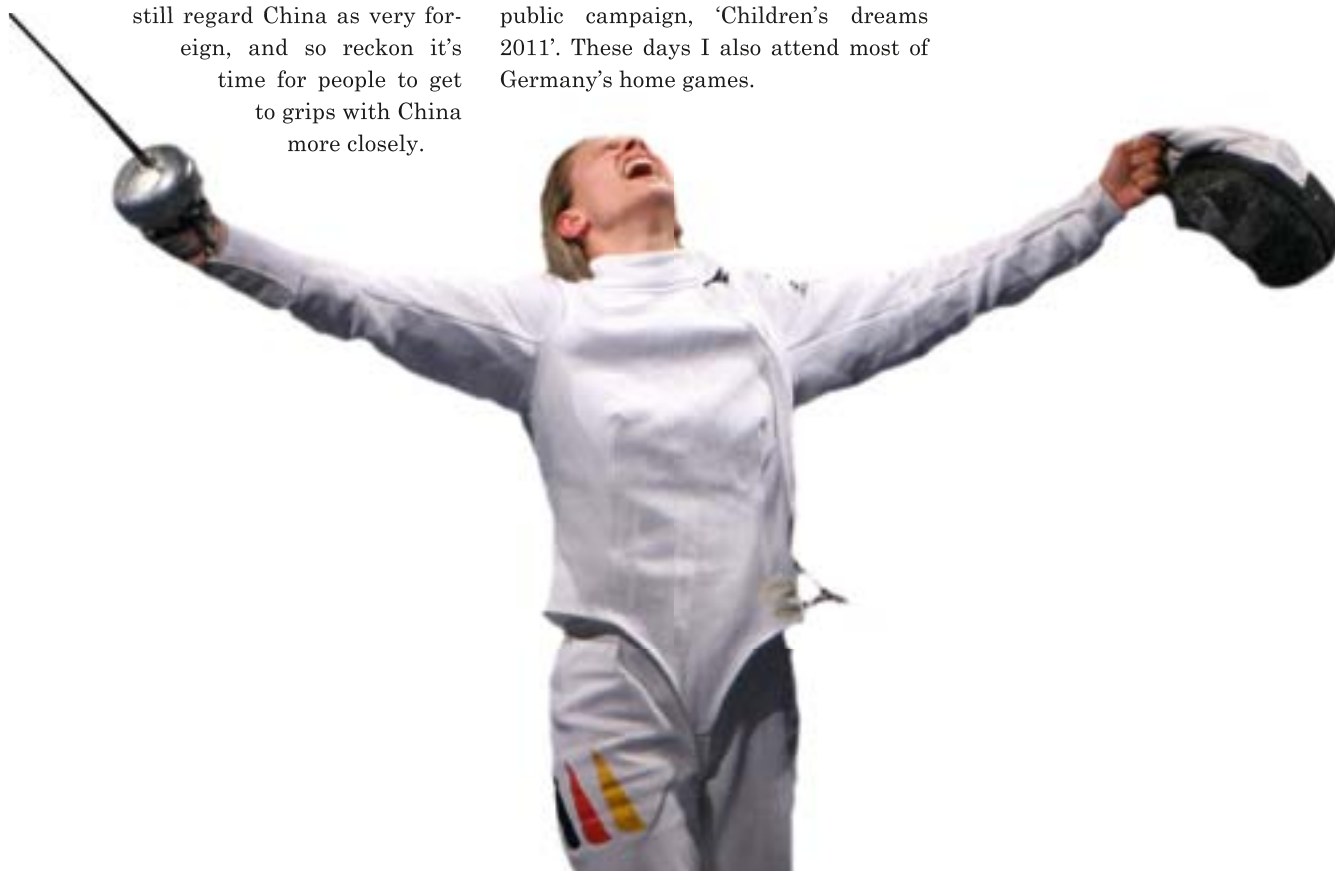 still regard China as very for-
eign, and so reckon it’s
time for people to get
to grips with China
more closely.
public campaign, ‘Children’s dreams
2011’. These days I also attend most of
Germany’s home games.